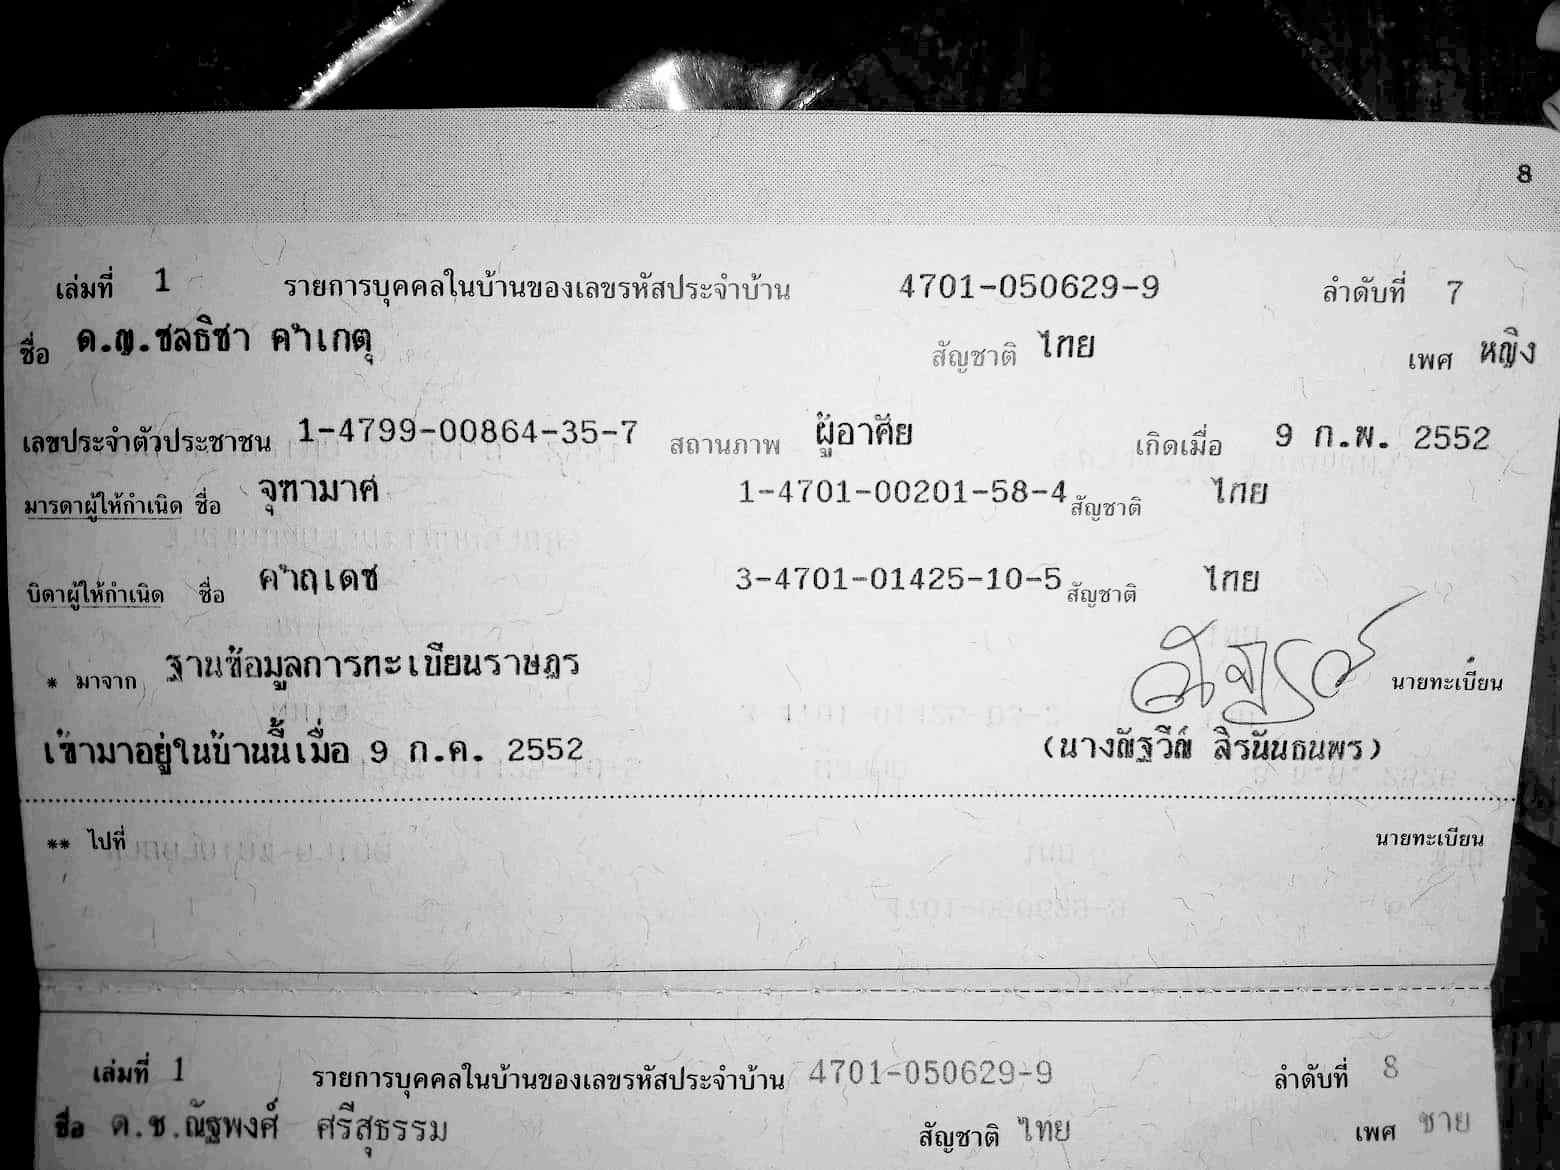 8
เล่มที่ 1 รายการบุคคลในบ้านของเลขรหัสประจำบ้าน 4701-050629-9 ลำดับที่ 7
ชื่อ ด.ญ.ชลธิชา คำเกตุ สัญชาติ ไทย เพศ หญิง
เลขประจำตัวประชาชน 1-4799-00864-35-7 สถานภาพ ผู้อาศัย เกิดเมื่อ 9 ก.พ. 2552
มารดาผู้ให้กำเนิด ชื่อ จุฑามาศ 1-4701-00201-58-4 สัญชาติ ไทย
บิดาผู้ให้กำเนิด ชื่อ คำฤเดช 3-4701-01425-10-5 สัญชาติ ไทย
* มาจาก ฐานข้อมูลการทะเบียนราษฎร นายทะเบียน
เข้ามาอยู่ในบ้านนี้เมื่อ 9 ก.ค. 2552 (นางณัฐวีณ์ สิรนันธนพร)
** ไปที่ นายทะเบียน
เล่มที่ 1 รายการบุคคลในบ้านของเลขรหัสประจำบ้าน 4701-050629-9 ลำดับที่ 8
ชื่อ ด.ช.ณัฐพงศ์ ศรีสุธรรม สัญชาติ ไทย เพศ ชาย